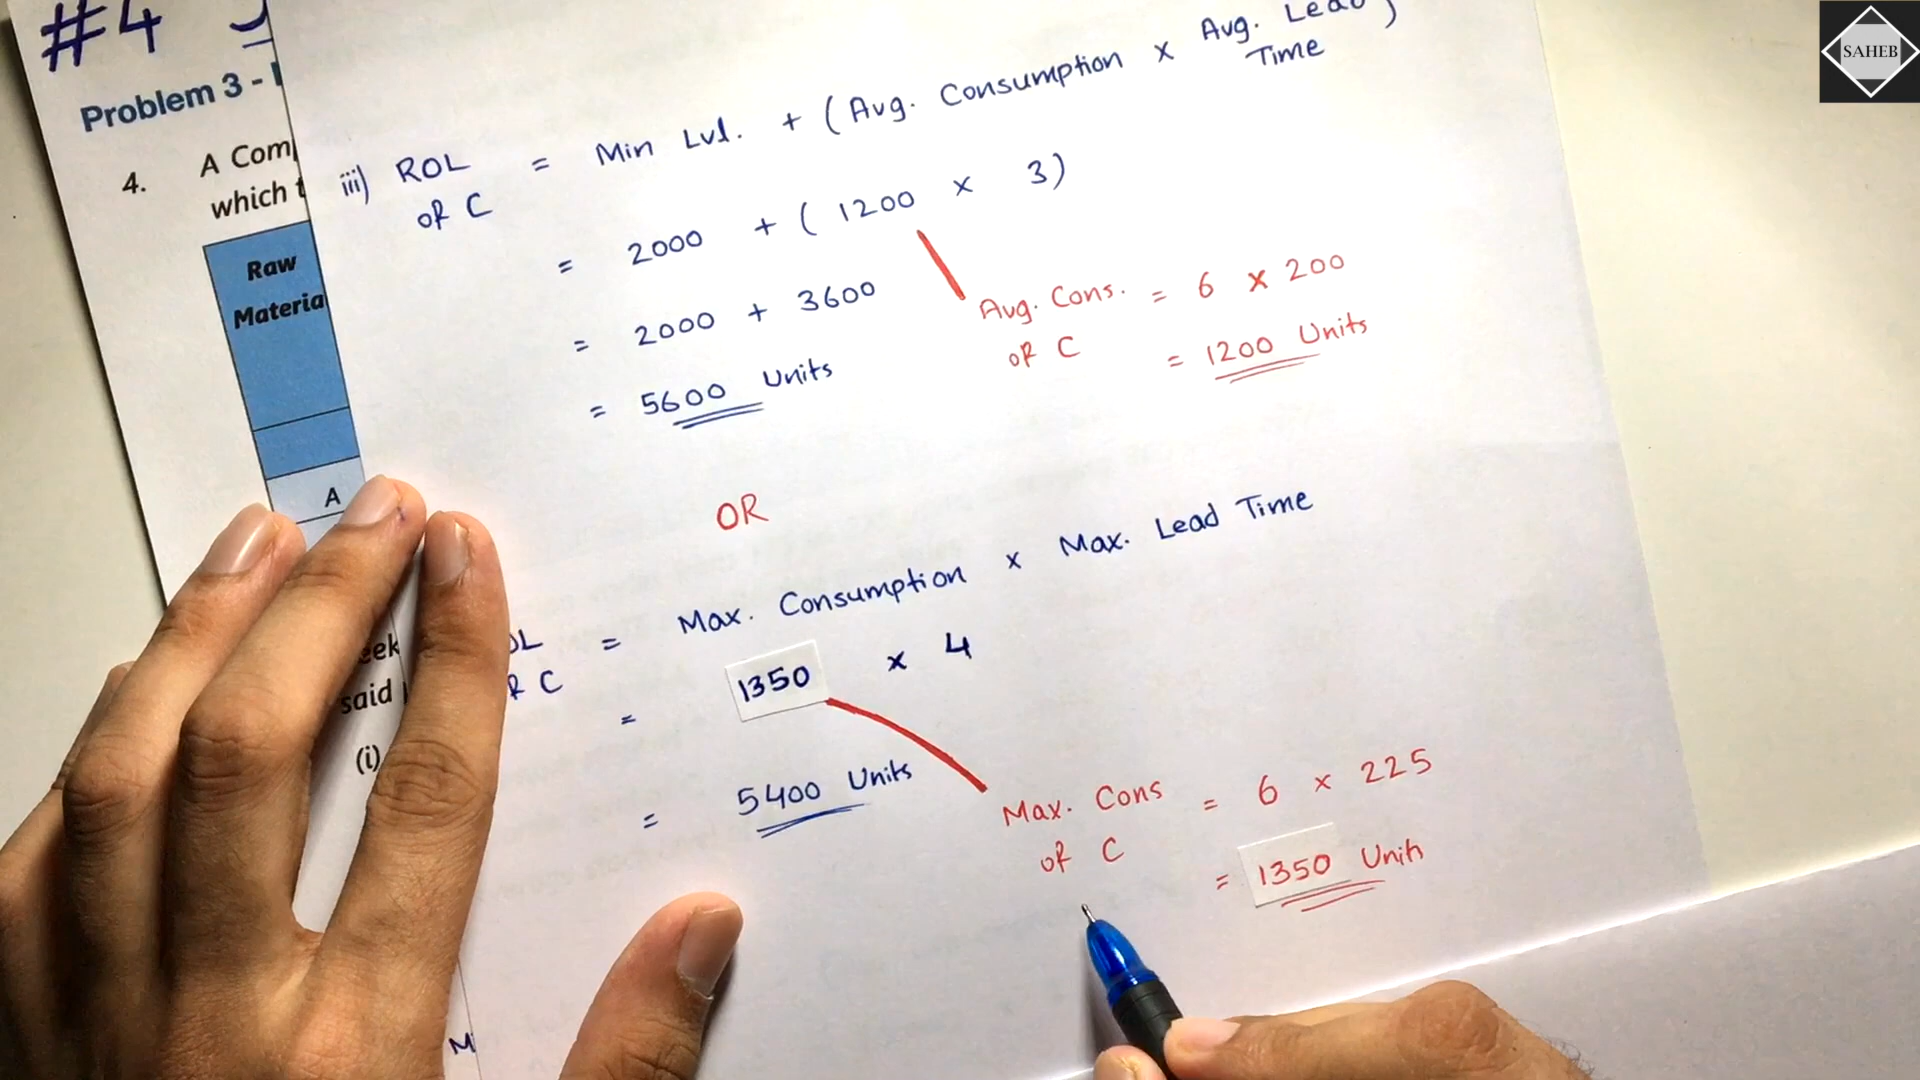 #4
Problem 3 -
4. A Com
which t
Raw
Materia
A
eek
said
(i)
iii) ROL of C = Min Lvl. + (Avg. Consumption x Avg. Lead Time)
= 2000 + (1200 x 3)
= 2000 + 3600
= 5600 Units
Avg. Cons. of C = 6 x 200
= 1200 Units
OR
OL
C = Max. Consumption x Max. Lead Time
= 1350 x 4
= 5400 Units
Max. Cons of C = 6 x 225
= 1350 Units
M
SAHEB